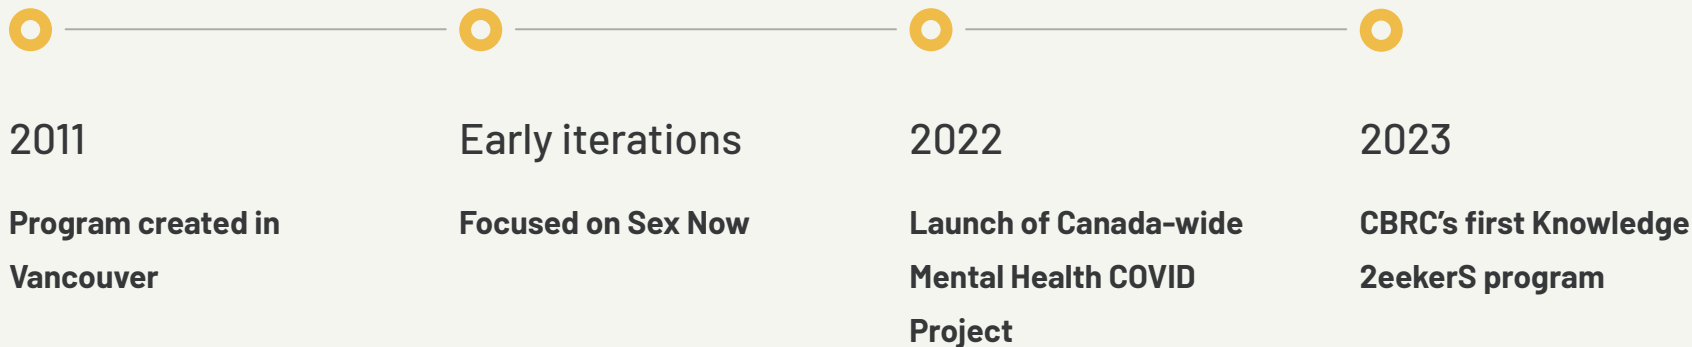 2011
Program created in
Vancouver
Early iterations
Focused on Sex Now
2022
Launch of Canada-wide
Mental Health COVID
Project
2023
CBRC’s first Knowledge
2eekerS program